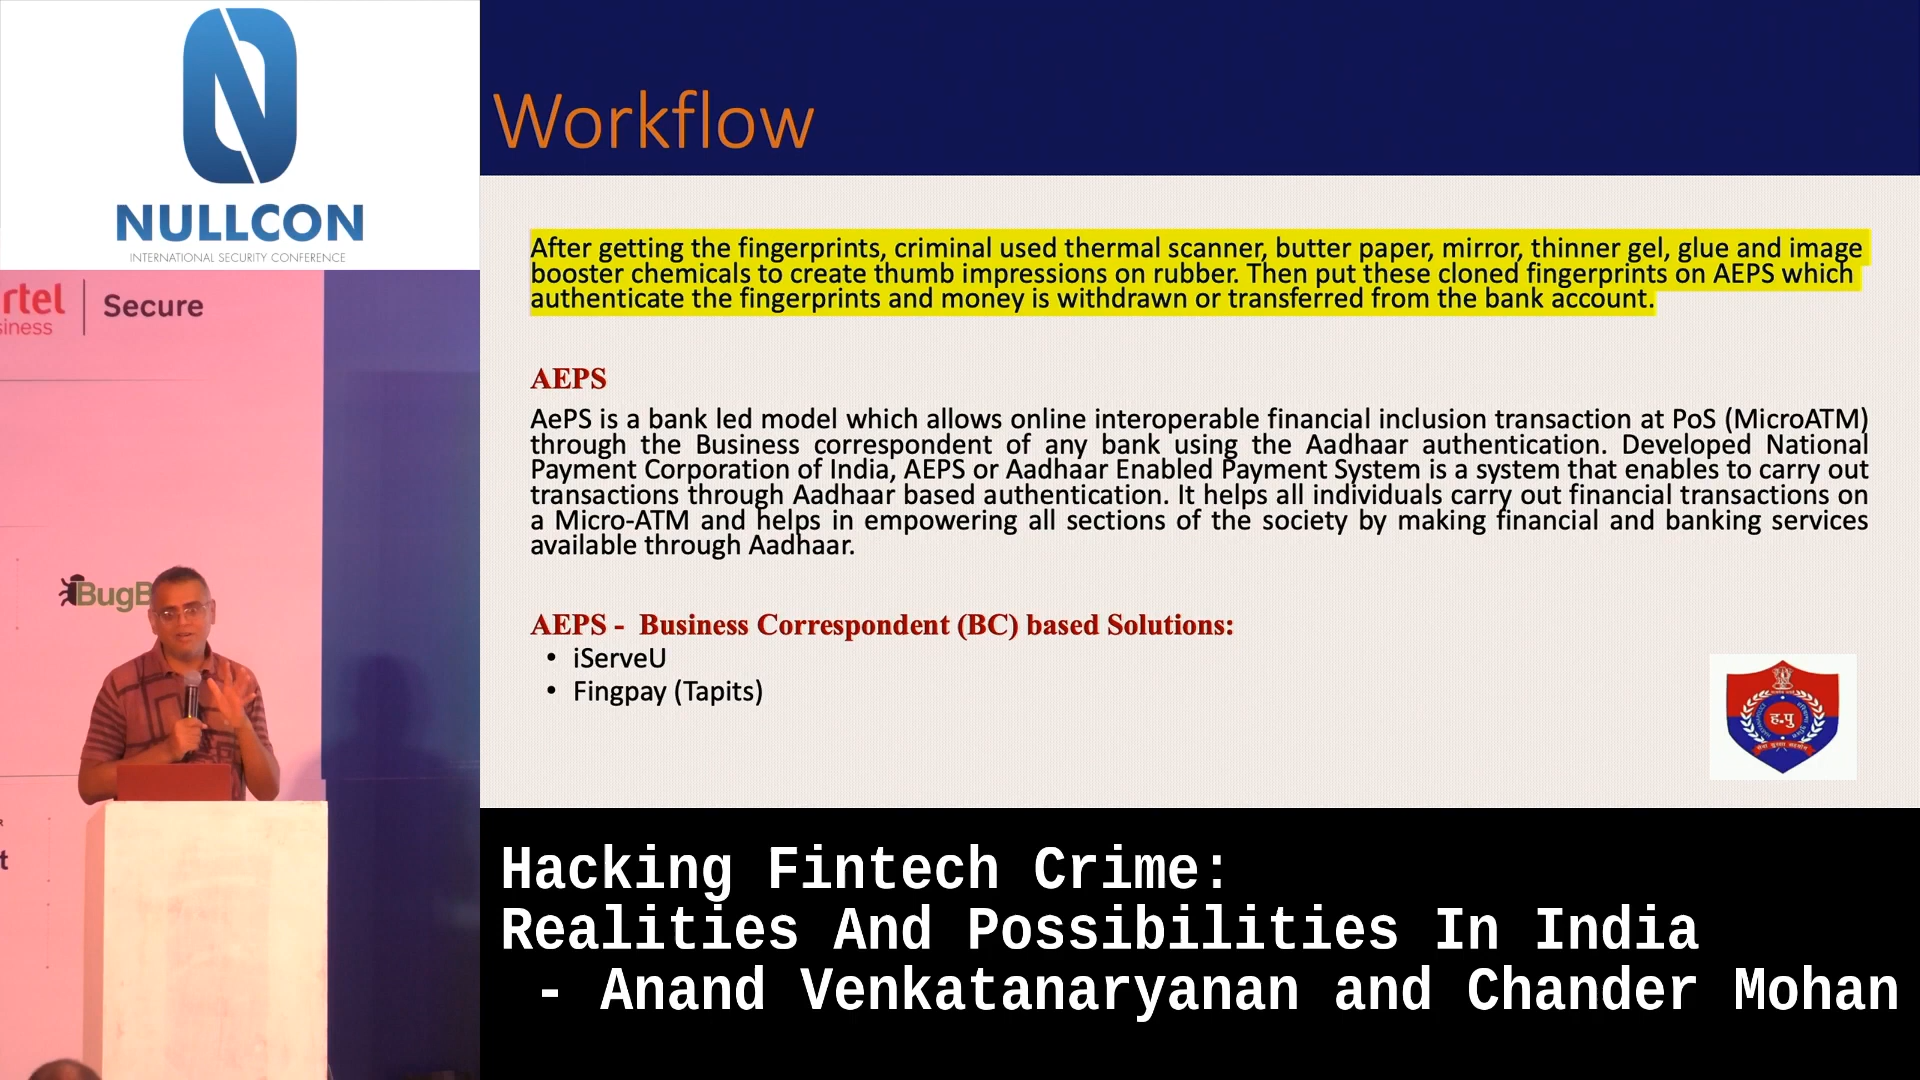 NULLCON
INTERNATIONAL SECURITY CONFERENCE
rtel
siness
Secure
BugB
R
t
Workflow
After getting the fingerprints, criminal used thermal scanner, butter paper, mirror, thinner gel, glue and image
booster chemicals to create thumb impressions on rubber. Then put these cloned fingerprints on AEPS which
authenticate the fingerprints and money is withdrawn or transferred from the bank account.
AEPS
AePS is a bank led model which allows online interoperable financial inclusion transaction at PoS (MicroATM)
through the Business correspondent of any bank using the Aadhaar authentication. Developed National
Payment Corporation of India, AEPS or Aadhaar Enabled Payment System is a system that enables to carry out
transactions through Aadhaar based authentication. It helps all individuals carry out financial transactions on
a Micro-ATM and helps in empowering all sections of the society by making financial and banking services
available through Aadhaar.
AEPS - Business Correspondent (BC) based Solutions:
• iServeU
• Fingpay (Tapits)
ह.पु
Hacking Fintech Crime:
Realities And Possibilities In India
- Anand Venkatanaryanan and Chander Mohan